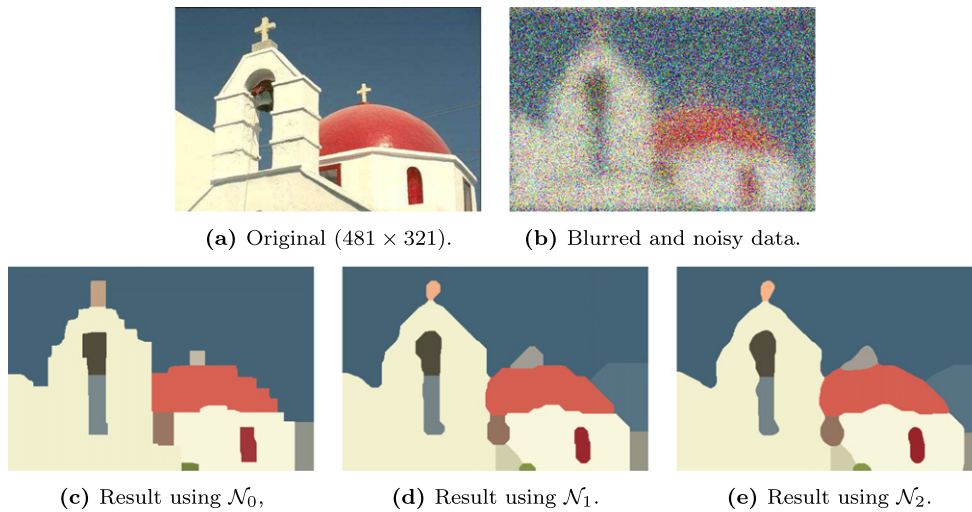 (a) Original (481 × 321).
(b) Blurred and noisy data.
(c) Result using 𝒩₀,
(d) Result using 𝒩₁.
(e) Result using 𝒩₂.